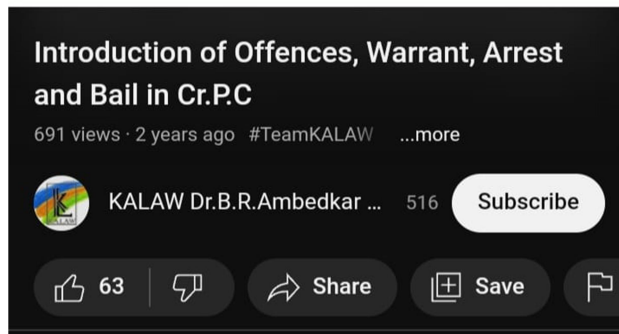 Introduction of Offences, Warrant, Arrest
and Bail in Cr.P.C
691 views · 2 years ago #TeamKALAW ...more
KALAW Dr.B.R.Ambedkar ... 516 Subscribe
63 Share Save